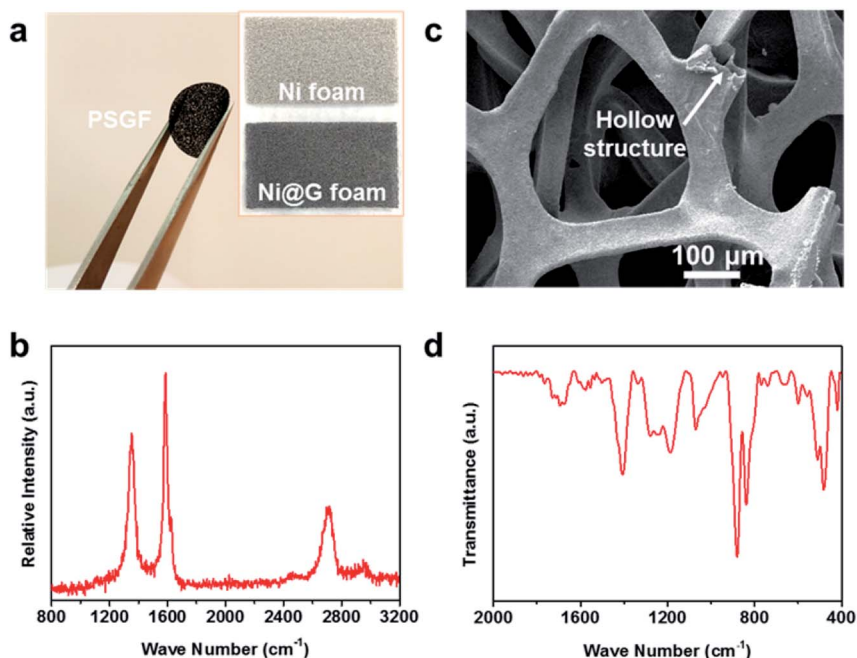 a
PSGF
Ni foam
Ni@G foam
c
Hollow
structure
100 μm
b
Relative Intensity (a.u.)
800 1200 1600 2000 2400 2800 3200
Wave Number (cm⁻¹)
d
Transmittance (a.u.)
2000 1600 1200 800 400
Wave Number (cm⁻¹)